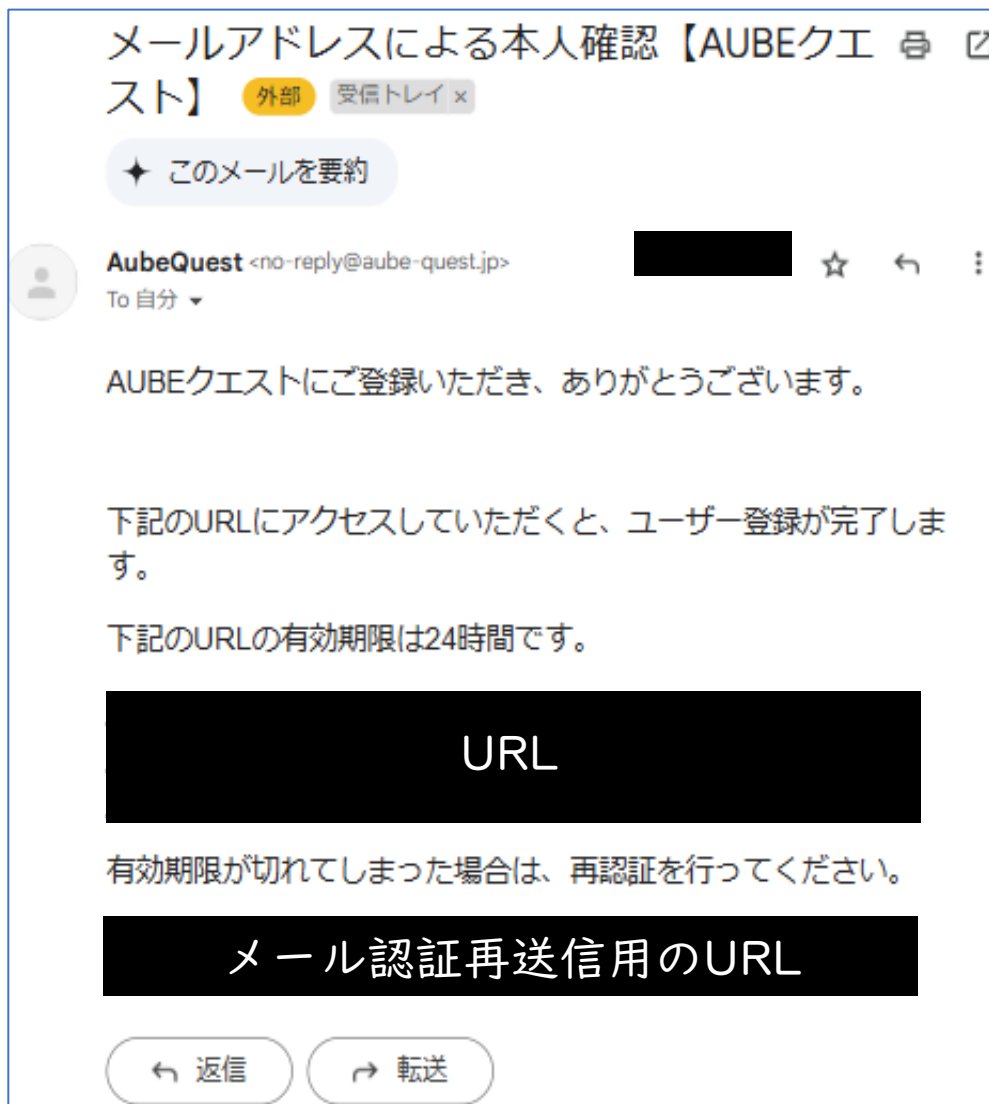 メールアドレスによる本人確認【AUBEクエ
スト】 外部 受信トレイ ×
このメールを要約
AubeQuest <no-reply@aube-quest.jp>
To 自分
AUBEクエストにご登録いただき、ありがとうございます。
下記のURLにアクセスしていただくと、ユーザー登録が完了しま
す。
下記のURLの有効期限は24時間です。
URL
有効期限が切れてしまった場合は、再認証を行ってください。
メール認証再送信用のURL
返信 転送